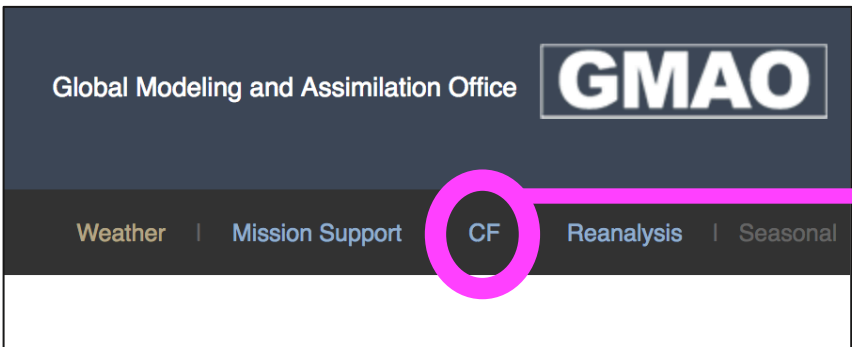 Global Modeling and Assimilation Office GMAO
Weather | Mission Support CF Reanalysis | Seasonal